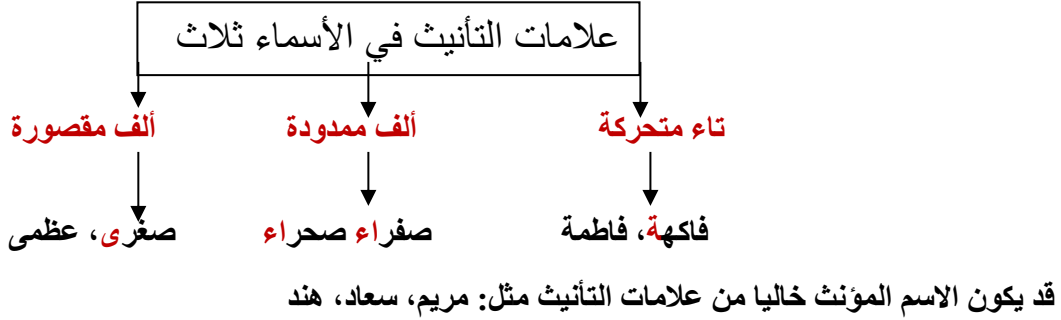 علامات التأنيث في الأسماء ثلاث
تاء متحركة ألف ممدودة ألف مقصورة
فاكهة، فاطمة صفراء صحراء صغرى، عظمى
قد يكون الاسم المؤنث خاليا من علامات التأنيث مثل: مريم، سعاد، هند